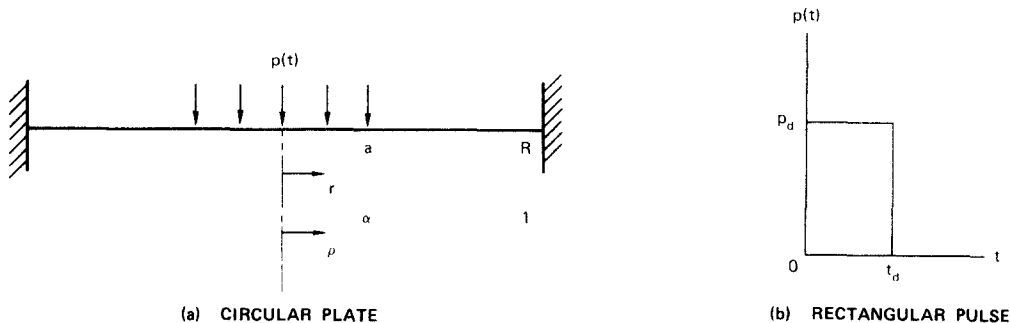 p(t)
a
R
r
α
1
ρ
(a) CIRCULAR PLATE
p(t)
p_d
0
t_d
t
(b) RECTANGULAR PULSE